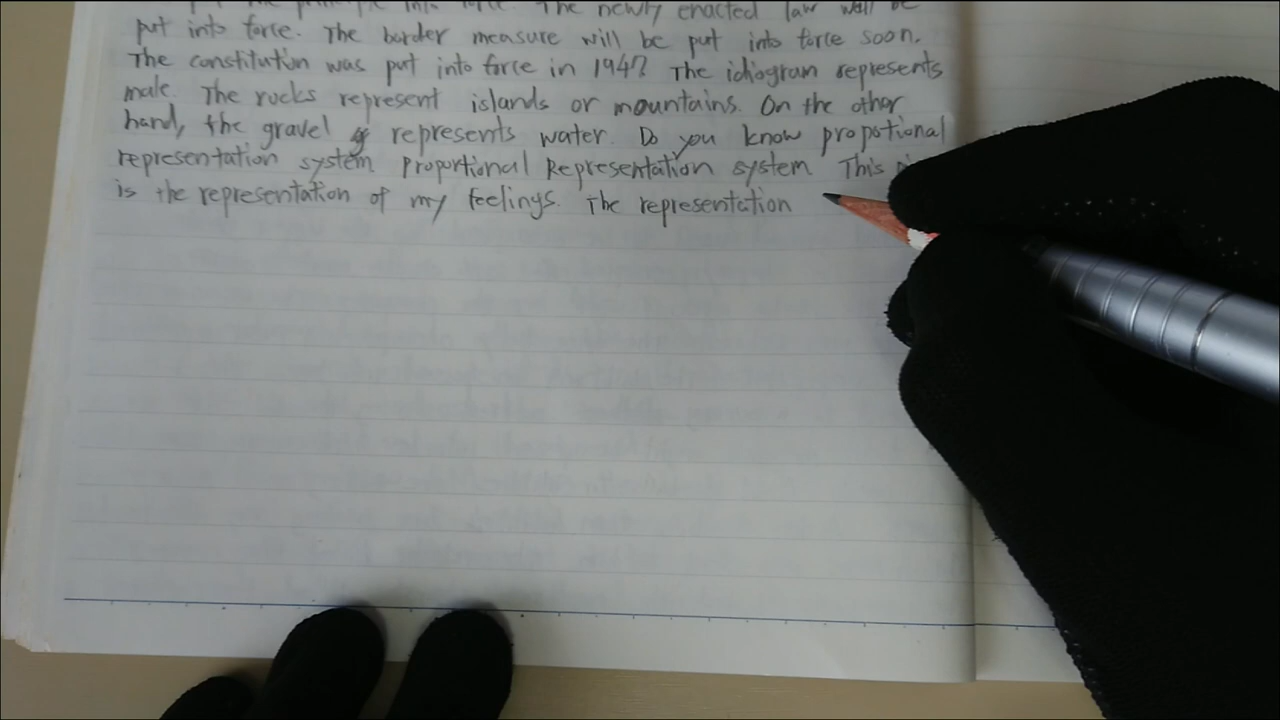 the principle into force. The newly enacted law will be
put into force. The border measure will be put into force soon.
The constitution was put into force in 1947 The idiogram represents
male. The rocks represent islands or mountains. On the other
hand, the gravel represents water. Do you know propotional
representation system Proportional Representation system This
is the representation of my feelings. The representation